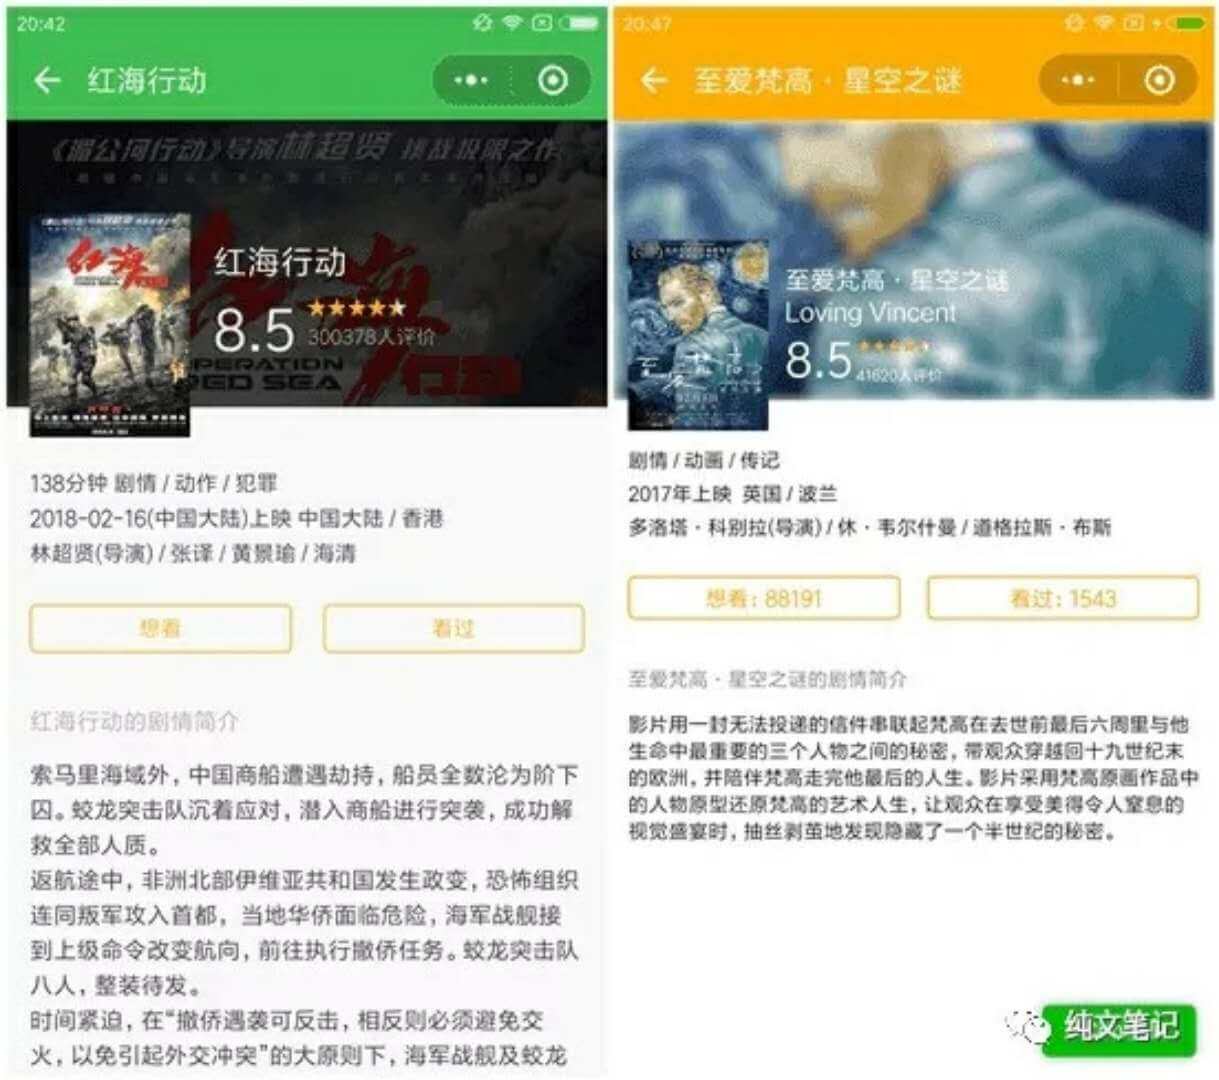 20:42
红海行动
《湄公河行动》导演林超贤 挑战极限之作
红海行动
8.5
300378人评价
OPERATION
RED SEA
138分钟 剧情 / 动作 / 犯罪
2018-02-16(中国大陆)上映 中国大陆 / 香港
林超贤(导演) / 张译 / 黄景瑜 / 海清
想看
看过
红海行动的剧情简介
索马里海域外，中国商船遭遇劫持，船员全数沦为阶下
囚。蛟龙突击队沉着应对，潜入商船进行突袭，成功解
救全部人质。
返航途中，非洲北部伊维亚共和国发生政变，恐怖组织
连同叛军攻入首都，当地华侨面临危险，海军战舰接
到上级命令改变航向，前往执行撤侨任务。蛟龙突击队
八人，整装待发。
时间紧迫，在“撤侨遇袭可反击，相反则必须避免交
火，以免引起外交冲突”的大原则下，海军战舰及蛟龙
20:47
至爱梵高·星空之谜
至爱梵高·星空之谜
Loving Vincent
8.5
41620人评价
剧情 / 动画 / 传记
2017年上映 英国 / 波兰
多洛塔·科别拉(导演) / 休·韦尔什曼 / 道格拉斯·布斯
想看: 88191
看过: 1543
至爱梵高·星空之谜的剧情简介
影片用一封无法投递的信件串联起梵高在去世前最后六周里与他
生命中最重要的三个人物之间的秘密，带观众穿越回十九世纪末
的欧洲，并陪伴梵高走完他最后的人生。影片采用梵高原画作品中
的人物原型还原梵高的艺术人生，让观众在享受美得令人窒息的
视觉盛宴时，抽丝剥茧地发现隐藏了一个半世纪的秘密。
纯文笔记